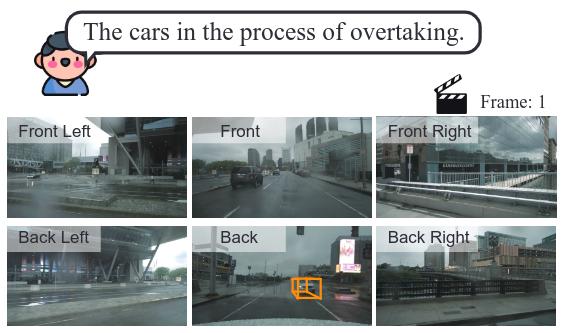 The cars in the process of overtaking.
Frame: 1
Front Left
Front
Front Right
Back Left
Back
Back Right